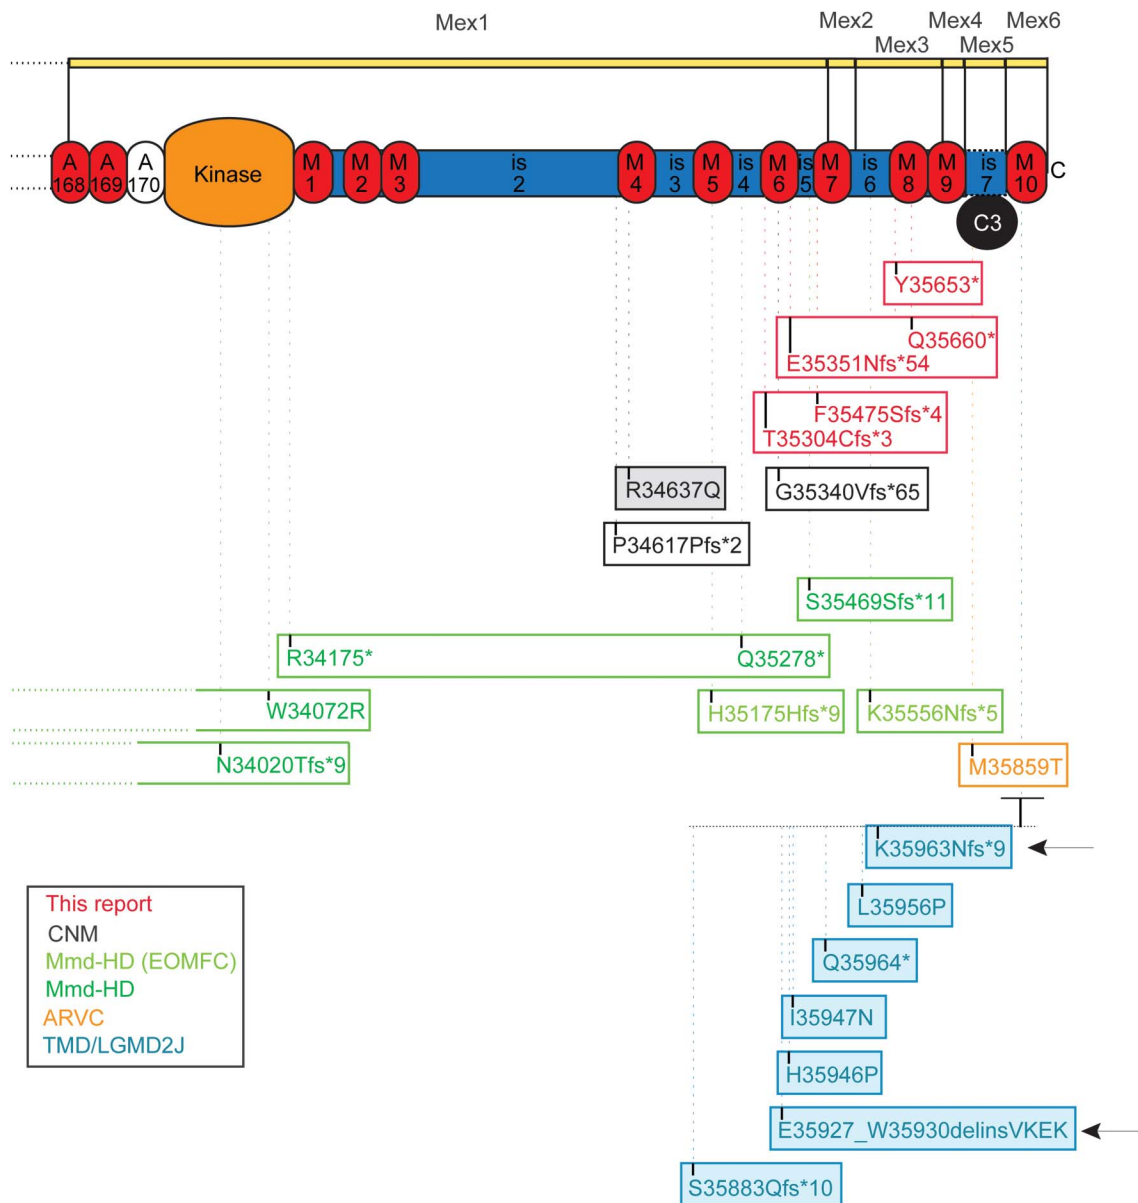 Mex1
Mex2
Mex4
Mex6
Mex3
Mex5
A 168
A 169
A 170
Kinase
M 1
M 2
M 3
is 2
M 4
is 3
M 5
is 4
M 6
is 5
M 7
is 6
M 8
M 9
is 7
M 10
C
C3
Y35653*
Q35660*
E35351Nfs*54
F35475Sfs*4
T35304Cfs*3
R34637Q
G35340Vfs*65
P34617Pfs*2
S35469Sfs*11
R34175*
Q35278*
W34072R
H35175Hfs*9
K35556Nfs*5
N34020Tfs*9
M35859T
K35963Nfs*9
L35956P
Q35964*
I35947N
H35946P
E35927_W35930delinsVKEK
S35883Qfs*10
This report
CNM
Mmd-HD (EOMFC)
Mmd-HD
ARVC
TMD/LGMD2J